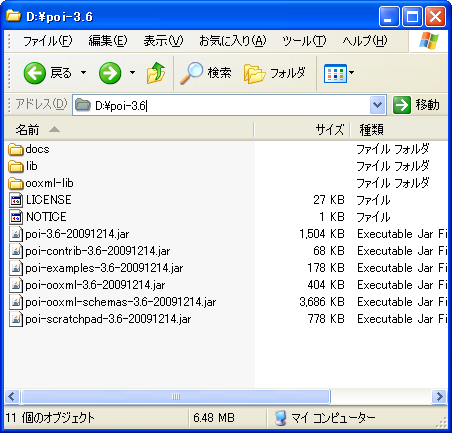 D:¥poi-3.6
ファイル(F) 編集(E) 表示(V) お気に入り(A) ツール(T) ヘルプ(H)
戻る 検索 フォルダ
アドレス(D) D:¥poi-3.6 移動
名前 サイズ 種類
docs ファイル フォルダ
lib ファイル フォルダ
ooxml-lib ファイル フォルダ
LICENSE 27 KB ファイル
NOTICE 1 KB ファイル
poi-3.6-20091214.jar 1,504 KB Executable Jar Fi
poi-contrib-3.6-20091214.jar 68 KB Executable Jar Fi
poi-examples-3.6-20091214.jar 178 KB Executable Jar Fi
poi-ooxml-3.6-20091214.jar 404 KB Executable Jar Fi
poi-ooxml-schemas-3.6-20091214.jar 3,686 KB Executable Jar Fi
poi-scratchpad-3.6-20091214.jar 778 KB Executable Jar Fi
11 個のオブジェクト 6.48 MB マイ コンピューター